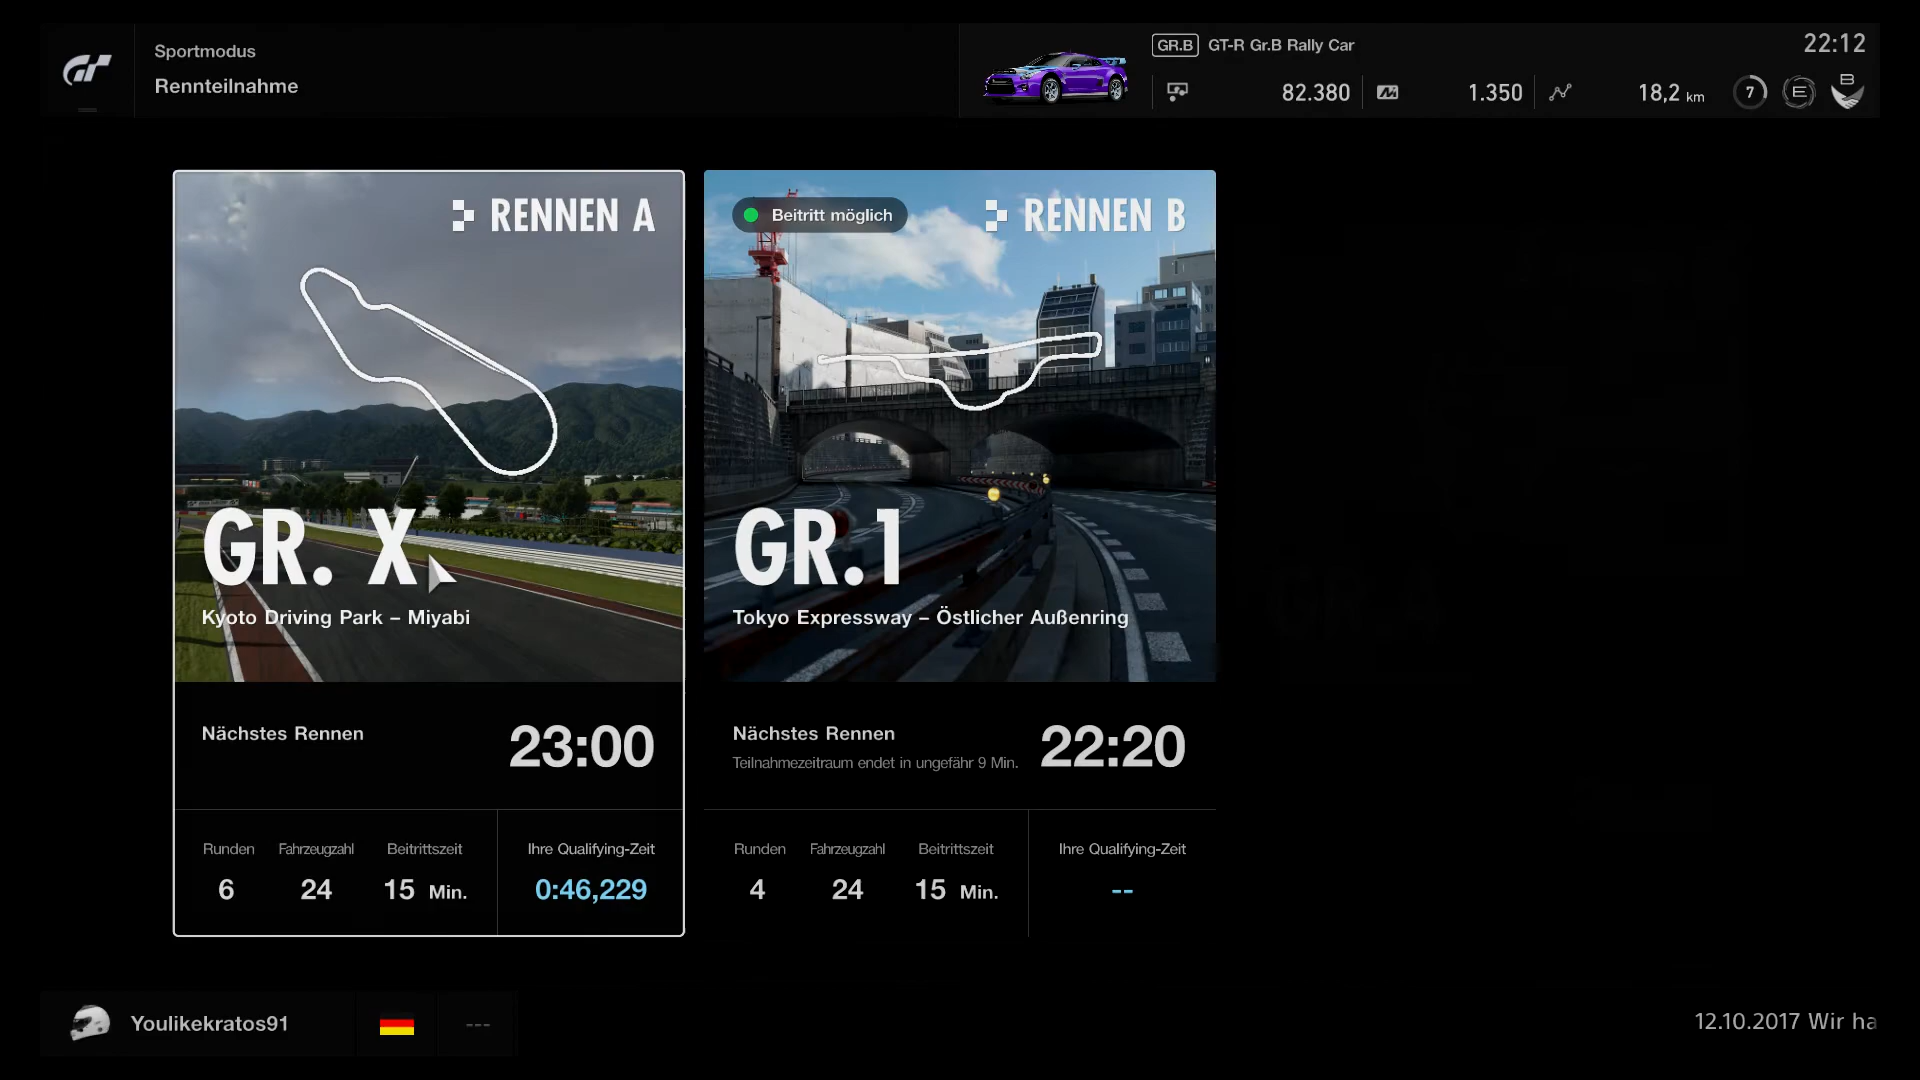 Sportmodus
Rennteilnahme
GR.B GT-R Gr.B Rally Car
22:12
82.380
1.350
18,2 km
7
E
B
RENNEN A
GR. X
Kyoto Driving Park – Miyabi
Nächstes Rennen
23:00
Runden Fahrzeugzahl Beitrittszeit Ihre Qualifying-Zeit
6 24 15 Min. 0:46,229
Beitritt möglich
RENNEN B
GR.1
Tokyo Expressway – Östlicher Außenring
Nächstes Rennen
Teilnahmezeitraum endet in ungefähr 9 Min.
22:20
Runden Fahrzeugzahl Beitrittszeit Ihre Qualifying-Zeit
4 24 15 Min. --
Youlikekratos91
---
12.10.2017 Wir ha